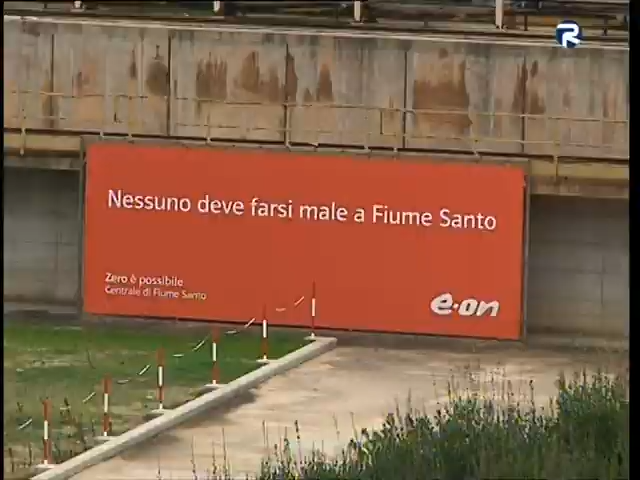 Nessuno deve farsi male a Fiume Santo
Zero è possibile
Centrale di Fiume Santo
e·on
R